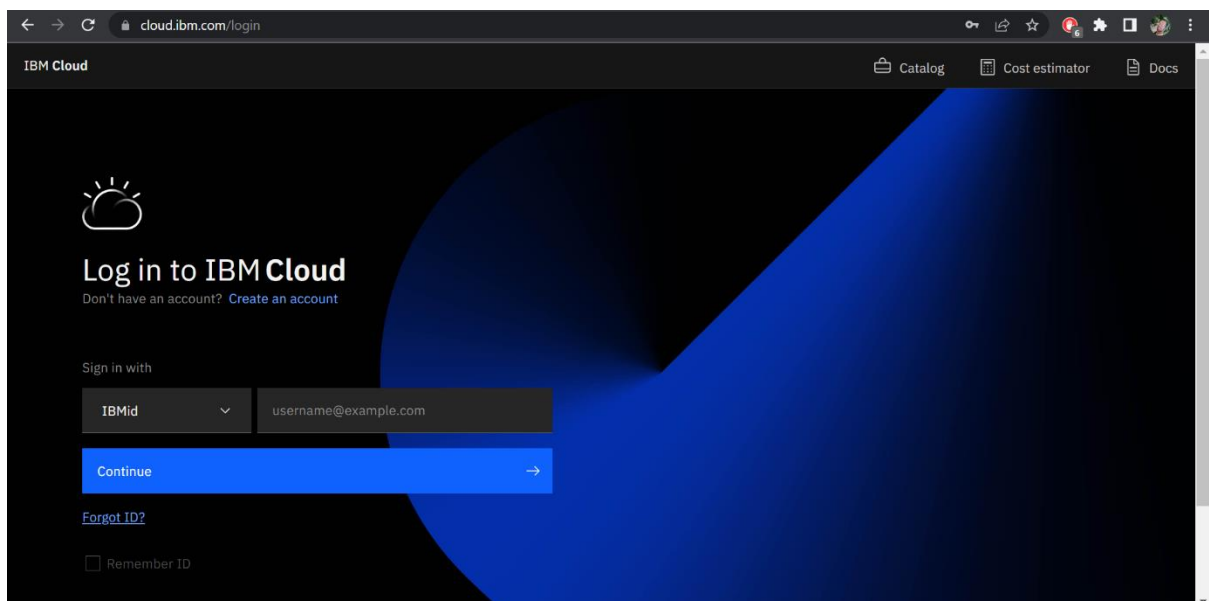 cloud.ibm.com/login
6
IBM Cloud
Catalog
Cost estimator
Docs
Log in to IBM Cloud
Don't have an account? Create an account
Sign in with
IBMid
username@example.com
Continue
Forgot ID?
Remember ID